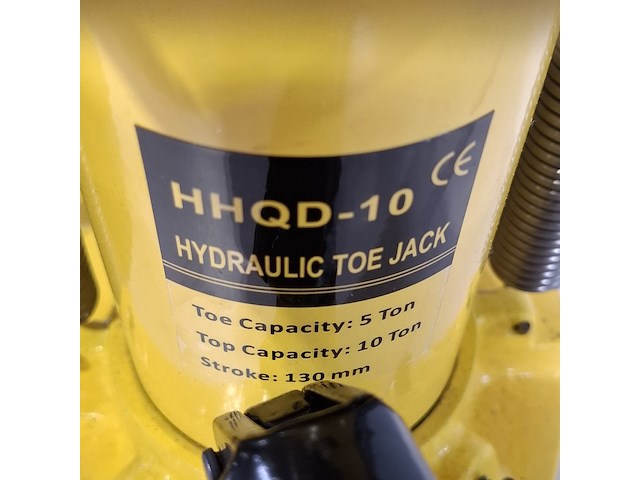 HHQD-10 CE
HYDRAULIC TOE JACK
Toe Capacity: 5 Ton
Top Capacity: 10 Ton
Stroke: 130 mm